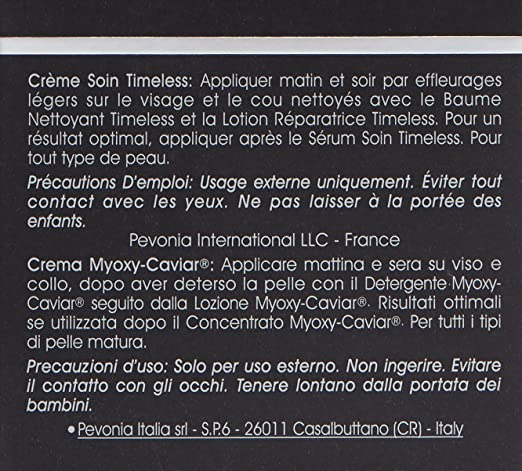 Crème Soin Timeless: Appliquer matin et soir par effleurages
légers sur le visage et le cou nettoyés avec le Baume
Nettoyant Timeless et la Lotion Réparatrice Timeless. Pour un
résultat optimal, appliquer après le Sérum Soin Timeless. Pour
tout type de peau.
Précautions D'emploi: Usage externe uniquement. Éviter tout
contact avec les yeux. Ne pas laisser à la portée des
enfants.
Pevonia International LLC - France
Crema Myoxy-Caviar®: Applicare mattina e sera su viso e
collo, dopo aver deterso la pelle con il Detergente Myoxy-
Caviar® seguito dalla Lozione Myoxy-Caviar®. Risultati ottimali
se utilizzata dopo il Concentrato Myoxy-Caviar®. Per tutti i tipi
di pelle matura.
Precauzioni d'uso: Solo per uso esterno. Non ingerire. Evitare
il contatto con gli occhi. Tenere lontano dalla portata dei
bambini.
•Pevonia Italia srl - S.P.6 - 26011 Casalbuttano (CR) - Italy